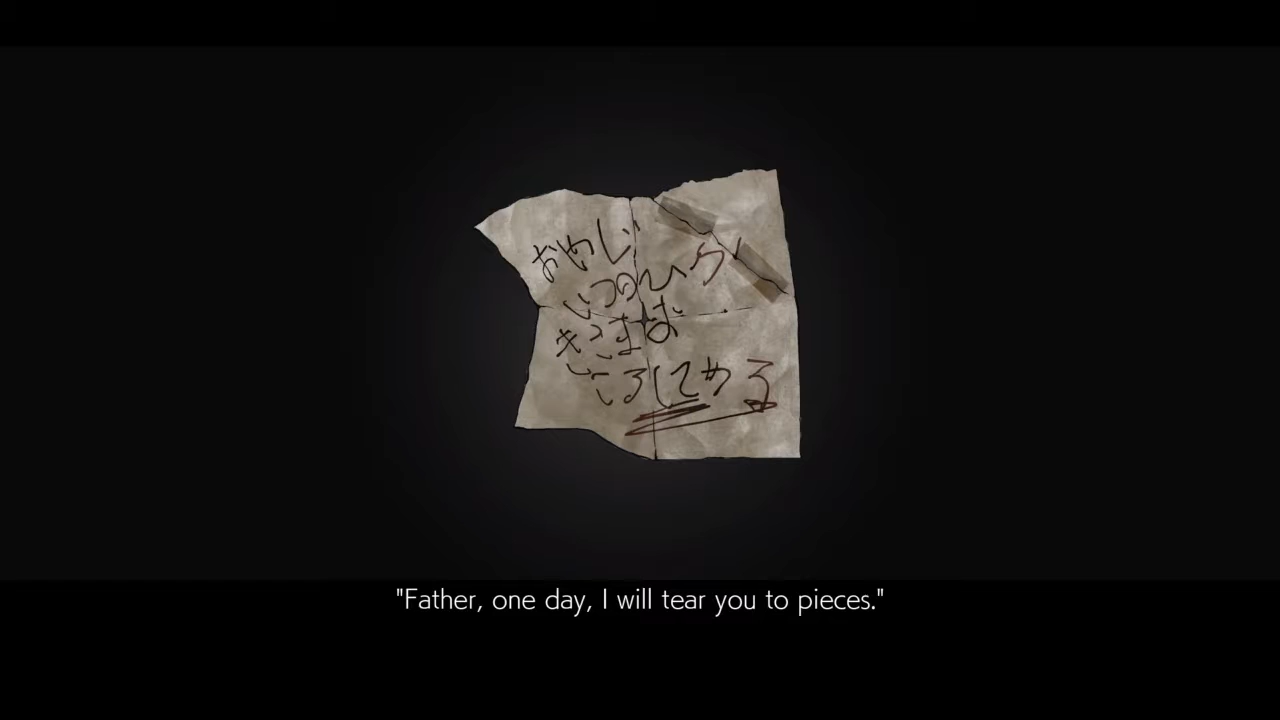 おやじ
いつのひか
きさまお
ころしてやる
"Father, one day, I will tear you to pieces."